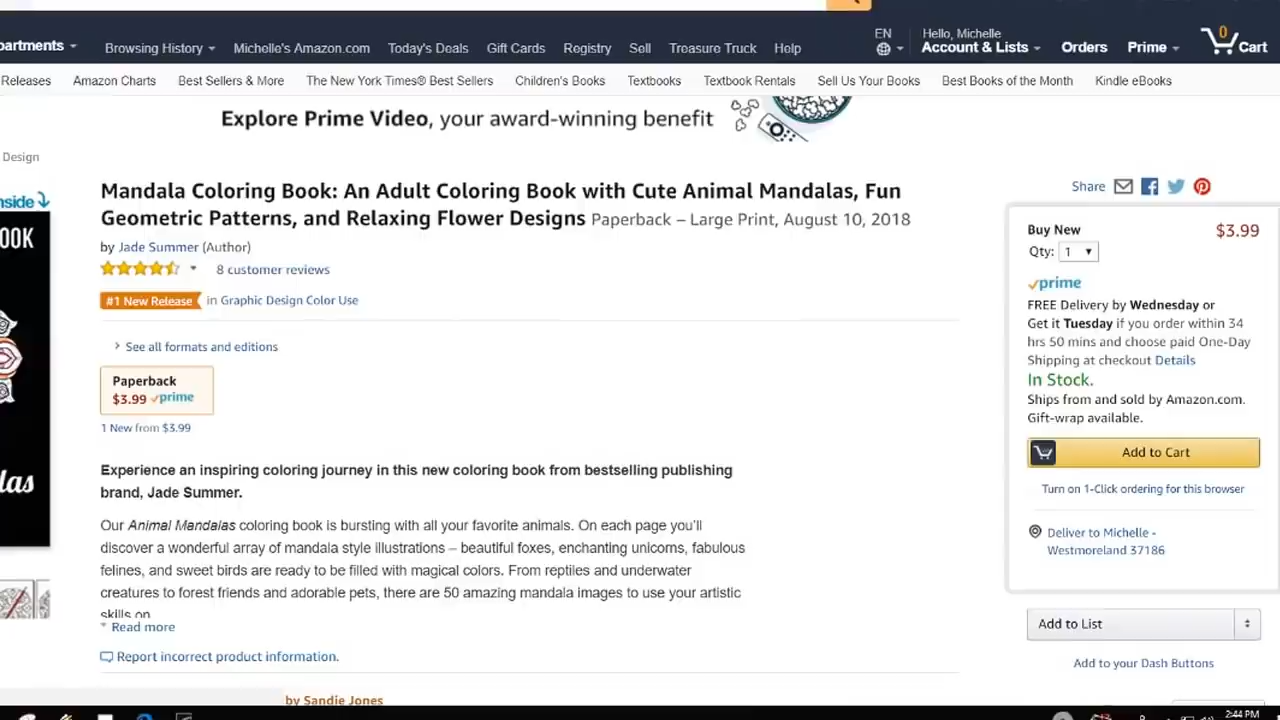 partments
Browsing History
Michelle's Amazon.com
Today's Deals
Gift Cards
Registry
Sell
Treasure Truck
Help
EN
Hello, Michelle
Account & Lists
Orders
Prime
0
Cart
Releases
Amazon Charts
Best Sellers & More
The New York Times® Best Sellers
Children's Books
Textbooks
Textbook Rentals
Sell Us Your Books
Best Books of the Month
Kindle eBooks
Explore Prime Video, your award-winning benefit
Design
nside
OOK
las
Mandala Coloring Book: An Adult Coloring Book with Cute Animal Mandalas, Fun
Geometric Patterns, and Relaxing Flower Designs Paperback – Large Print, August 10, 2018
by Jade Summer (Author)
8 customer reviews
#1 New Release in Graphic Design Color Use
See all formats and editions
Paperback
$3.99 prime
1 New from $3.99
Experience an inspiring coloring journey in this new coloring book from bestselling publishing
brand, Jade Summer.
Our Animal Mandalas coloring book is bursting with all your favorite animals. On each page you'll
discover a wonderful array of mandala style illustrations – beautiful foxes, enchanting unicorns, fabulous
felines, and sweet birds are ready to be filled with magical colors. From reptiles and underwater
creatures to forest friends and adorable pets, there are 50 amazing mandala images to use your artistic
skills on
Read more
Report incorrect product information.
by Sandie Jones
Share
Buy New $3.99
Qty: 1
prime
FREE Delivery by Wednesday or
Get it Tuesday if you order within 34
hrs 50 mins and choose paid One-Day
Shipping at checkout Details
In Stock.
Ships from and sold by Amazon.com.
Gift-wrap available.
Add to Cart
Turn on 1-Click ordering for this browser
Deliver to Michelle -
Westmoreland 37186
Add to List
Add to your Dash Buttons
2:44 PM